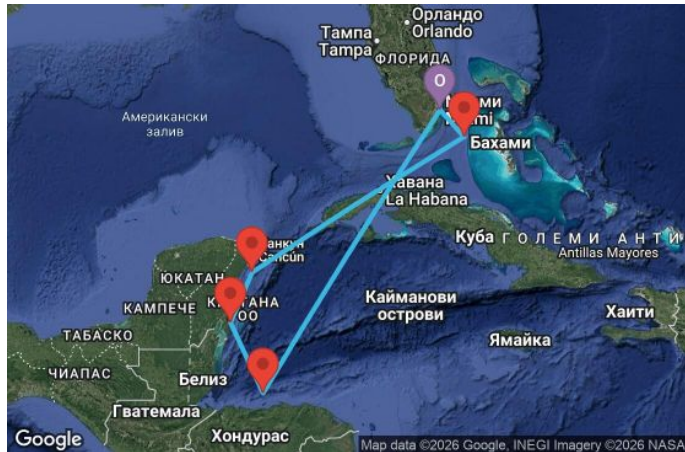 Орландо
Orlando
Тампа
Tampa
ФЛОРИДА
О
Miami
Американски
залив
Бахами
Хавана
La Habana
Cancún
Куба
ГОЛЕМИ АНТИ
Antillas Mayores
ЮКАТАН
КАМПЕЧЕ
ОО
Кайманови
острови
Хаити
ТАБАСКО
Ямайка
ЧИАПАС
Белиз
Гватемала
Хондурас
Google
Map data ©2026 Google, INEGI Imagery ©2026 NASA